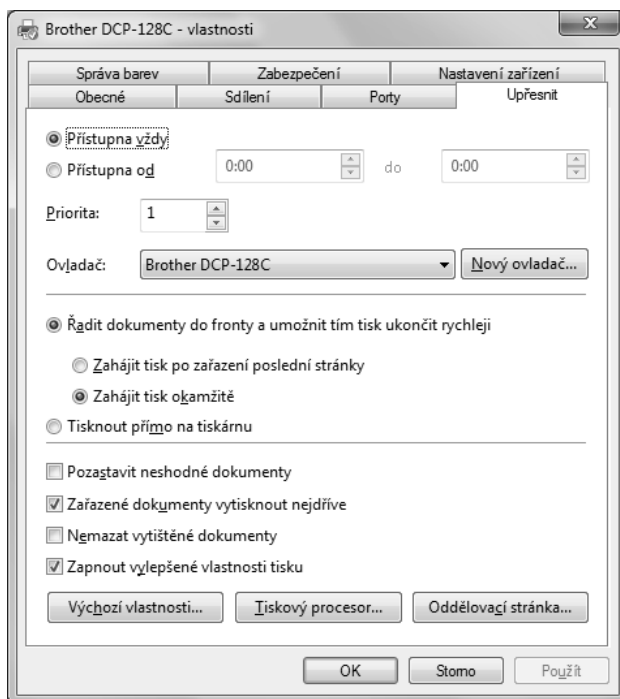 Brother DCP-128C - vlastnosti
Správa barev Zabezpečení Nastavení zařízení
Obecné Sdílení Porty Upřesnit
Přístupna vždy
Přístupna od 0:00 do 0:00
Priorita: 1
Ovladač: Brother DCP-128C Nový ovladač...
Řadit dokumenty do fronty a umožnit tím tisk ukončit rychleji
Zahájit tisk po zařazení poslední stránky
Zahájit tisk okamžitě
Tisknout přímo na tiskárnu
Pozastavit neshodné dokumenty
Zařazené dokumenty vytisknout nejdříve
Nemazat vytištěné dokumenty
Zapnout vylepšené vlastnosti tisku
Výchozí vlastnosti... Tiskový procesor... Oddělovací stránka...
OK Storno Použít